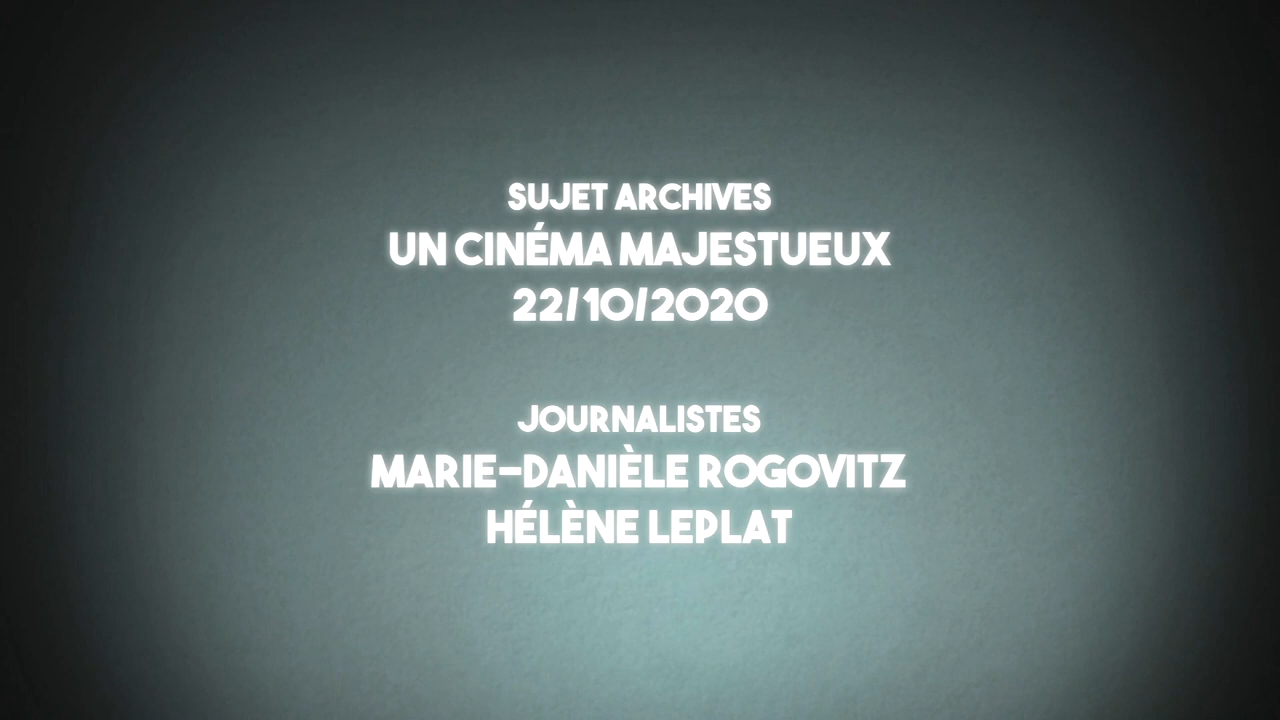 SUJET ARCHIVES
UN CINÉMA MAJESTUEUX
22/10/2020
JOURNALISTES
MARIE-DANIÈLE ROGOVITZ
HÉLÈNE LEPLAT